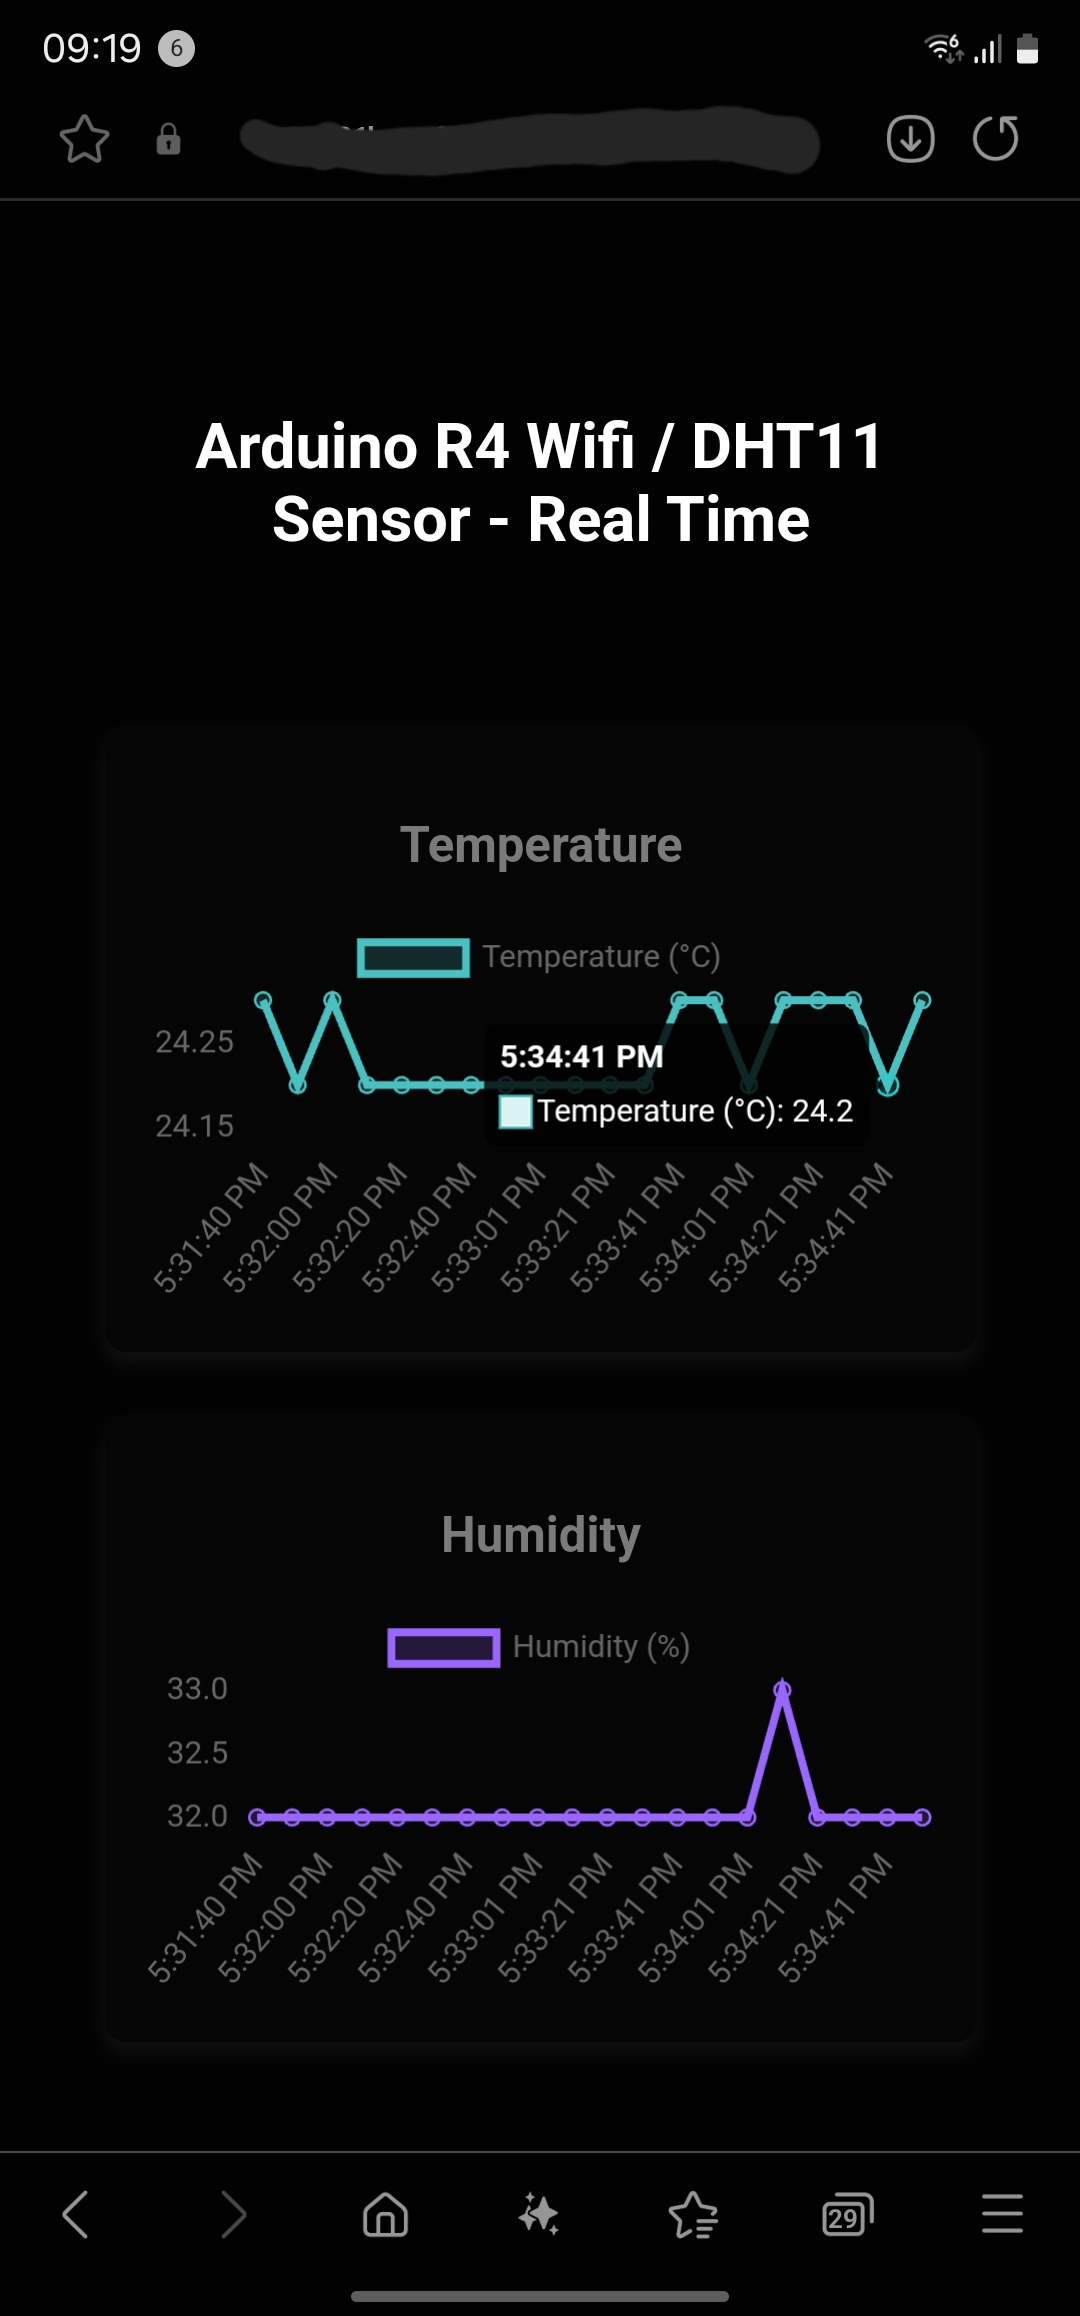 09:19 6
Arduino R4 Wifi / DHT11
Sensor - Real Time
Temperature
Temperature (°C)
24.25
5:34:41 PM
Temperature (°C): 24.2
24.15
5:31:40 PM 5:32:00 PM 5:32:20 PM 5:32:40 PM 5:33:01 PM 5:33:21 PM 5:33:41 PM 5:34:01 PM 5:34:21 PM 5:34:41 PM
Humidity
Humidity (%)
33.0
32.5
32.0
5:31:40 PM 5:32:00 PM 5:32:20 PM 5:32:40 PM 5:33:01 PM 5:33:21 PM 5:33:41 PM 5:34:01 PM 5:34:21 PM 5:34:41 PM
29